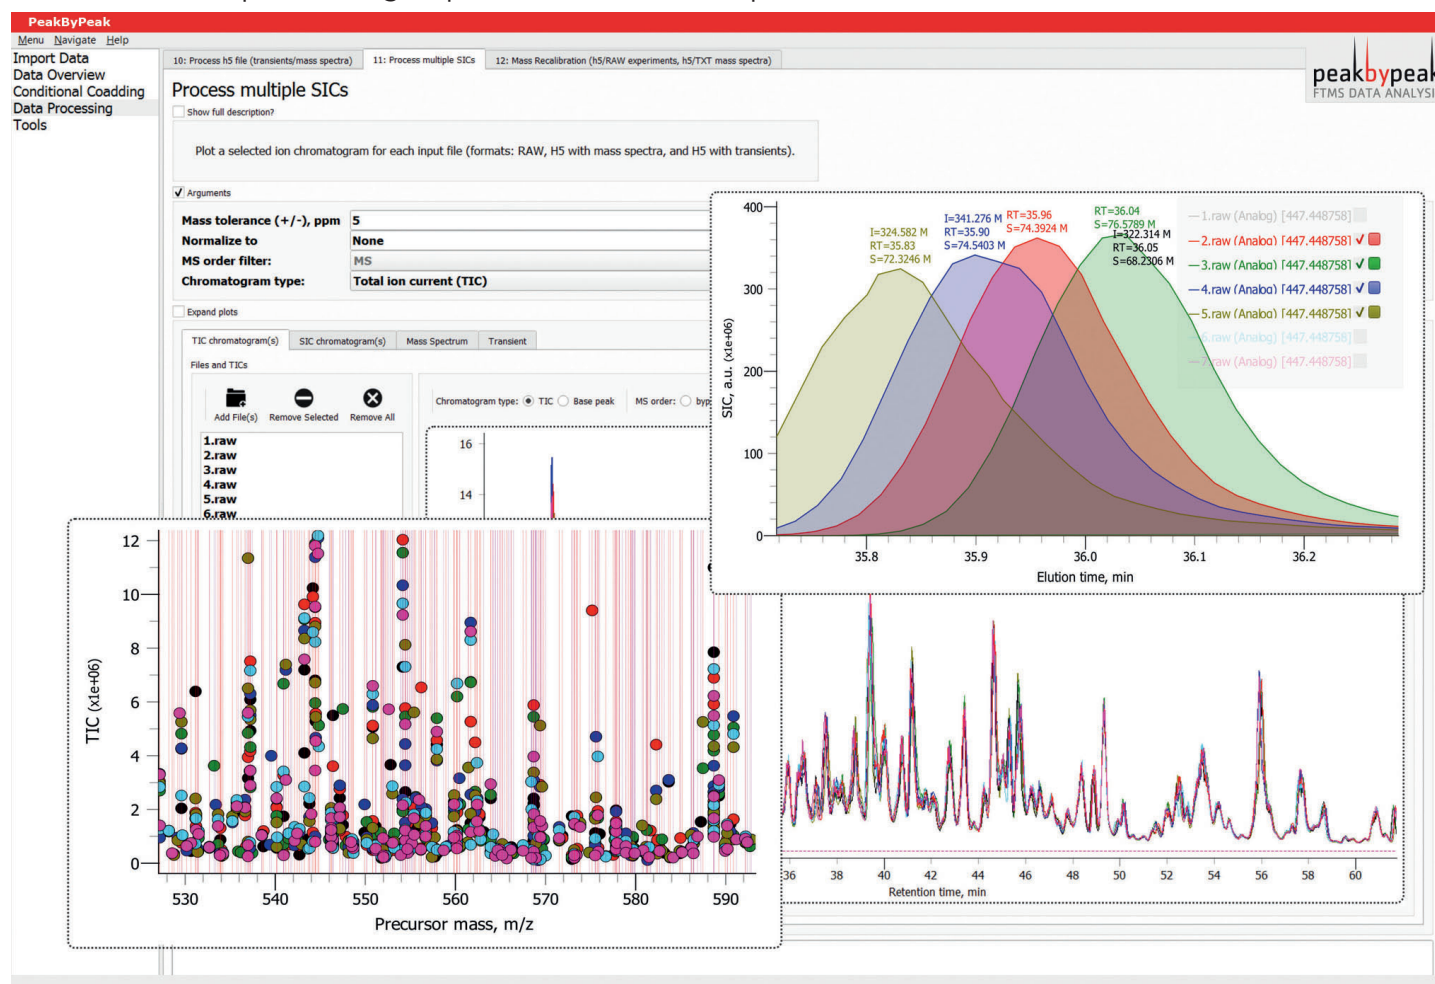 PeakByPeak
Menu Navigate Help
Import Data
Data Overview
Conditional Coadding
Data Processing
Tools
10: Process h5 file (transients/mass spectra)
11: Process multiple SICs
12: Mass Recalibration (h5/RAW experiments, h5/TXT mass spectra)
peakbypeak
FTMS DATA ANALYSI
Process multiple SICs
Show full description?
Plot a selected ion chromatogram for each input file (formats: RAW, H5 with mass spectra, and H5 with transients).
Arguments
Mass tolerance (+/-), ppm 5
Normalize to None
MS order filter: MS
Chromatogram type: Total ion current (TIC)
Expand plots
TIC chromatogram(s) SIC chromatogram(s) Mass Spectrum Transient
Files and TICs
Add File(s) Remove Selected Remove All
Chromatogram type: TIC Base peak MS order: byp
1.raw
2.raw
3.raw
4.raw
5.raw
6.raw
16
14
400
300
200
100
0
SIC, a.u. (x1e+06)
I=324.582 M
RT=35.83
S=72.3246 M
I=341.276 M
RT=35.90
S=74.5403 M
RT=35.96
S=74.3924 M
RT=36.04
S=76.5789 M
I=322.314 M
RT=36.05
S=68.2306 M
1.raw (Analog) [447.448758]
2.raw (Analog) [447.448758]
3.raw (Analog) [447.448758]
4.raw (Analog) [447.448758]
5.raw (Analog) [447.448758]
6.raw (Analog) [447.448758]
7.raw (Analog) [447.448758]
35.8 35.9 36.0 36.1 36.2
Elution time, min
12
10
8
6
4
2
0
TIC (x1e+06)
530 540 550 560 570 580 590
Precursor mass, m/z
36 38 40 42 44 46 48 50 52 54 56 58 60
Retention time, min